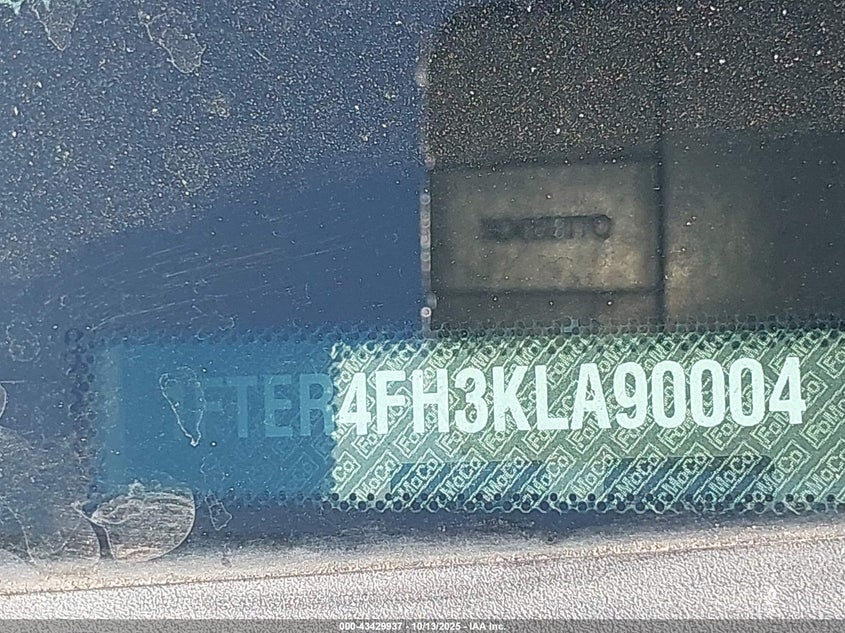 1FTER4FH3KLA90004
000-43429937 - 10/13/2025 - IAA Inc.